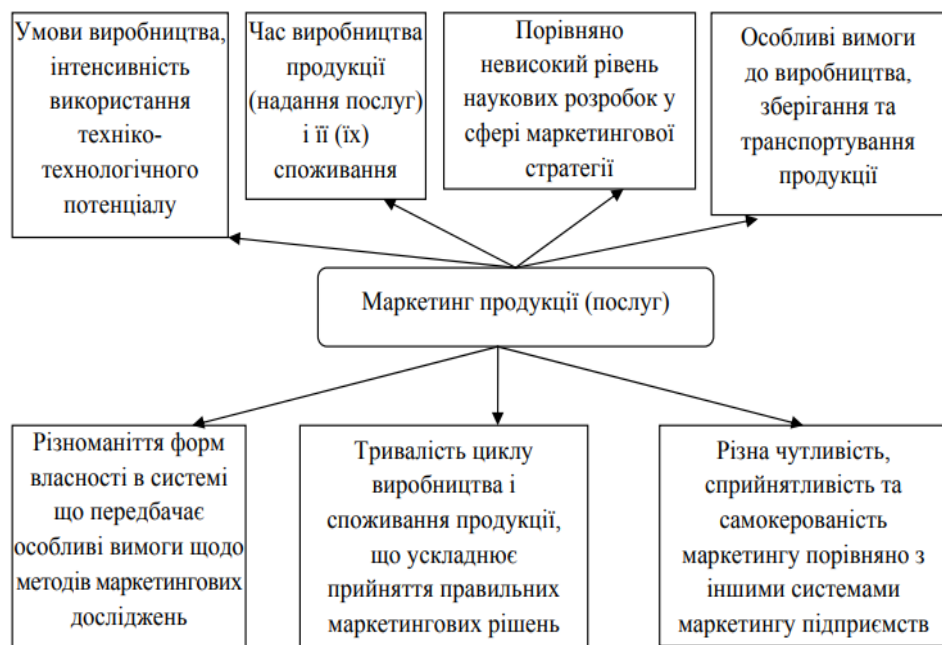 Умови виробництва,
інтенсивність
використання
техніко-
технологічного
потенціалу
Час виробництва
продукції
(надання послуг)
і її (їх)
споживання
Порівняно
невисокий рівень
наукових розробок у
сфері маркетингової
стратегії
Особливі вимоги
до виробництва,
зберігання та
транспортування
продукції
Маркетинг продукції (послуг)
Різноманіття форм
власності в системі
що передбачає
особливі вимоги щодо
методів маркетингових
досліджень
Тривалість циклу
виробництва і
споживання продукції,
що ускладнює
прийняття правильних
маркетингових рішень
Різна чутливість,
сприйнятливість та
самокерованість
маркетингу порівняно з
іншими системами
маркетингу підприємств